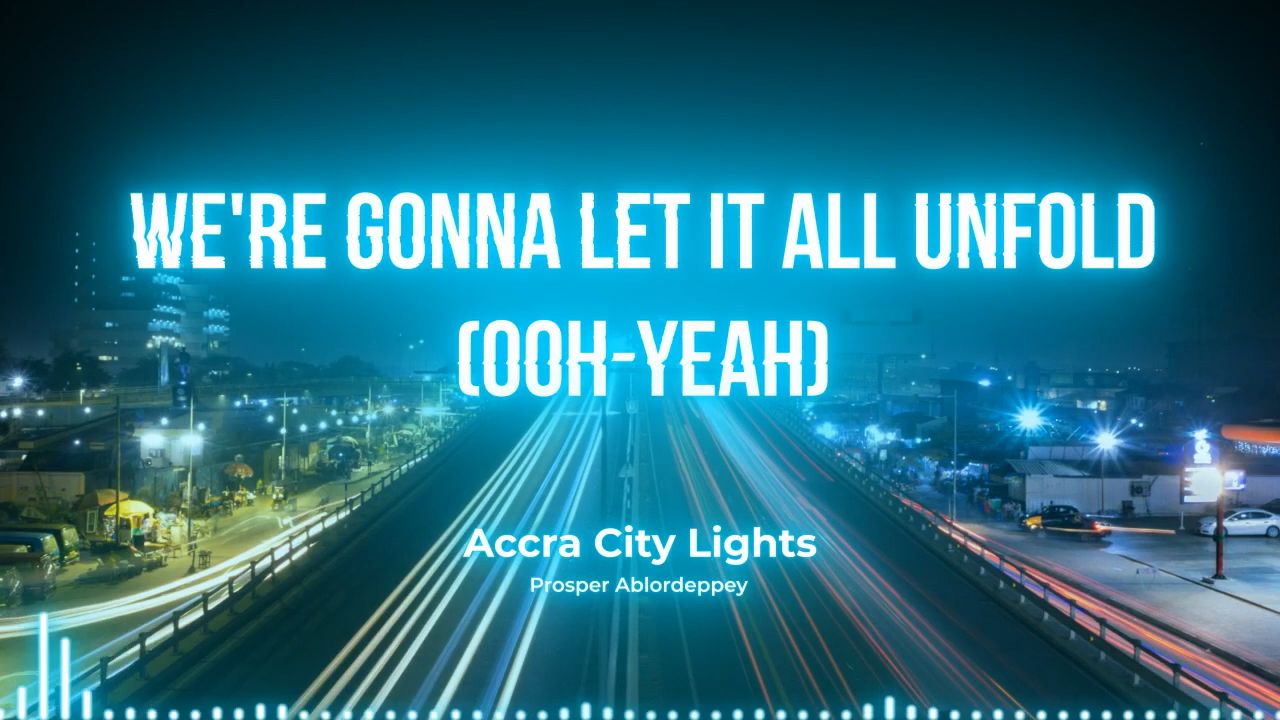 WE'RE GONNA LET IT ALL UNFOLD
(OOH-YEAH)
Accra City Lights
Prosper Ablordeppey